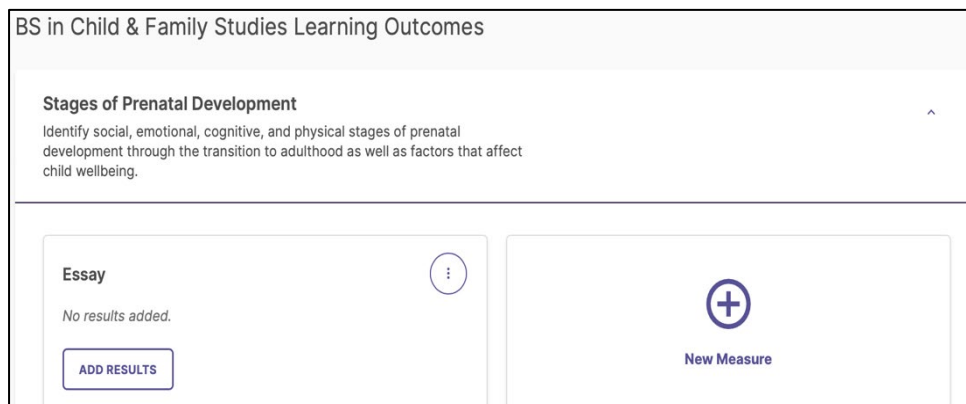 BS in Child & Family Studies Learning Outcomes
Stages of Prenatal Development
Identify social, emotional, cognitive, and physical stages of prenatal
development through the transition to adulthood as well as factors that affect
child wellbeing.
Essay
No results added.
ADD RESULTS
New Measure